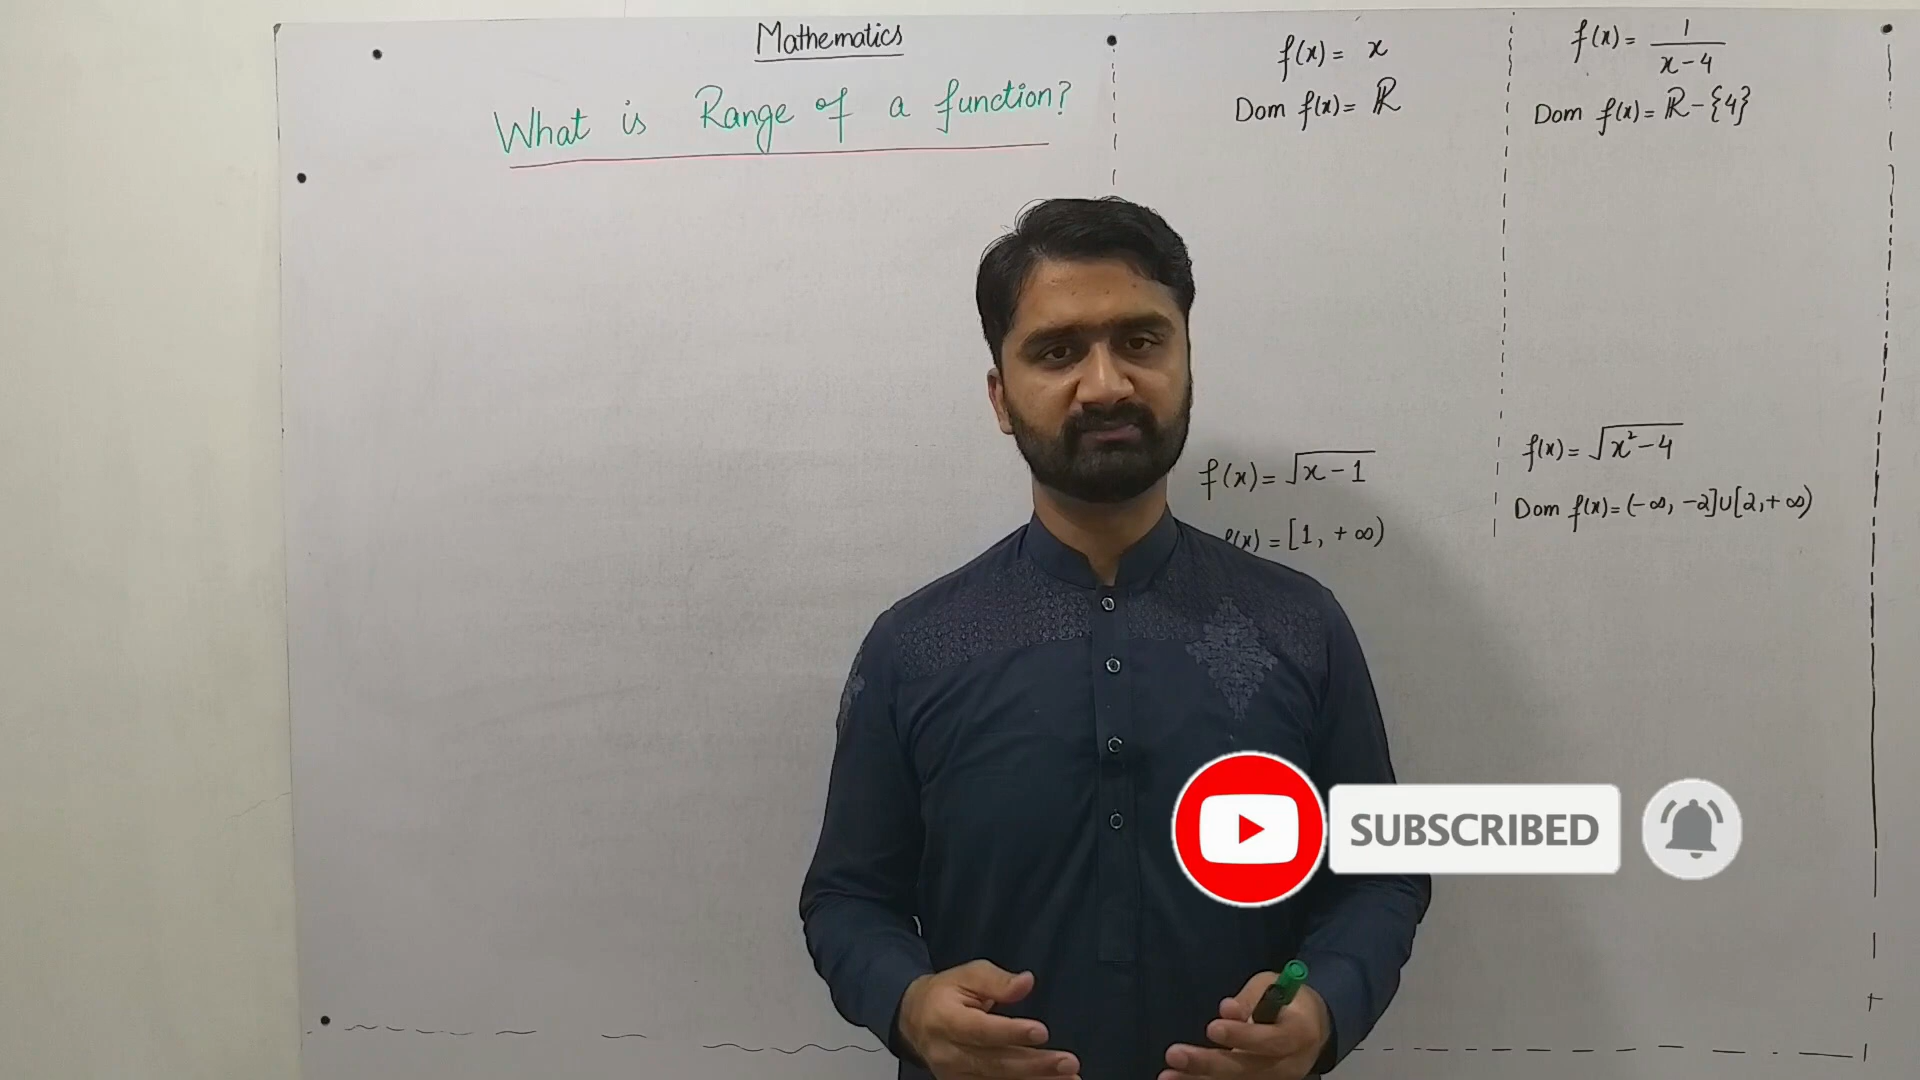 Mathematics
What is Range of a function?
f(x) = x
Dom f(x) = ℝ
f(x) = 1/(x-4)
Dom f(x) = ℝ - {4}
f(x) = √(x-1)
f(x) = [1, +∞)
f(x) = √(x²-4)
Dom f(x) = (-∞, -2]∪[2,+∞)
SUBSCRIBED